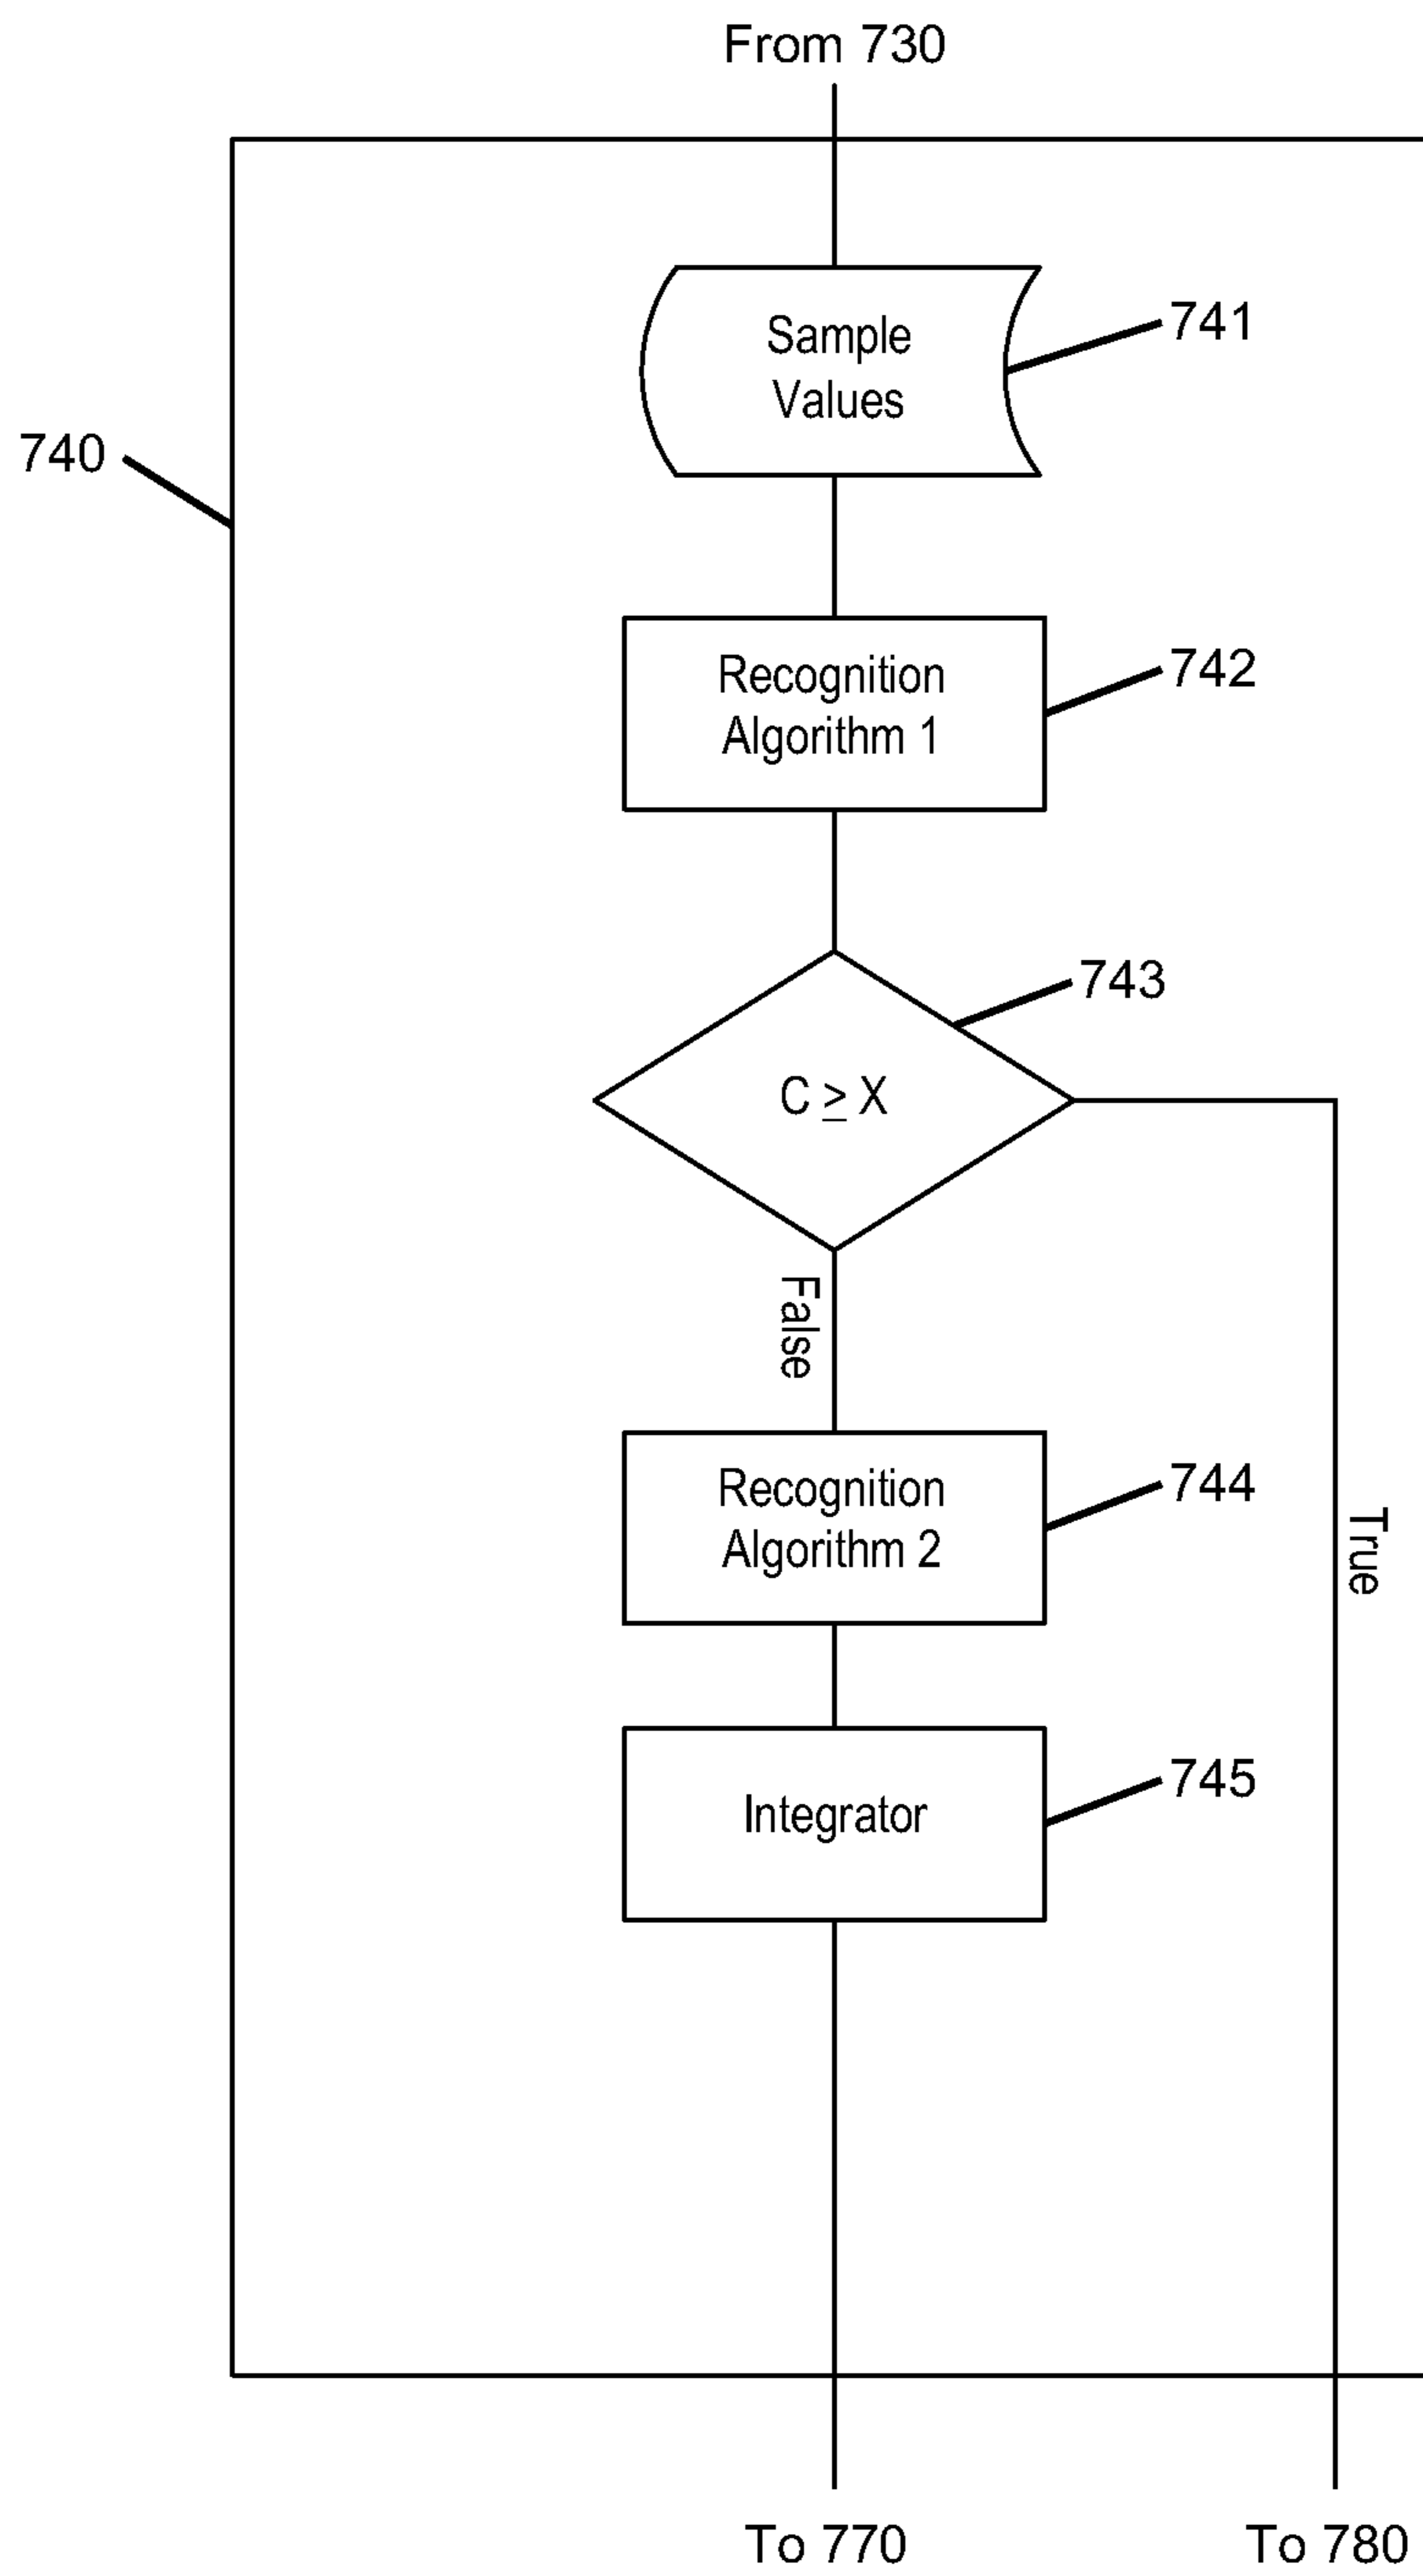 From 730
Sample
Values
741
740
Recognition
Algorithm 1
742
743
C ≥ X
False
Recognition
Algorithm 2
744
True
Integrator
745
To 770
To 780